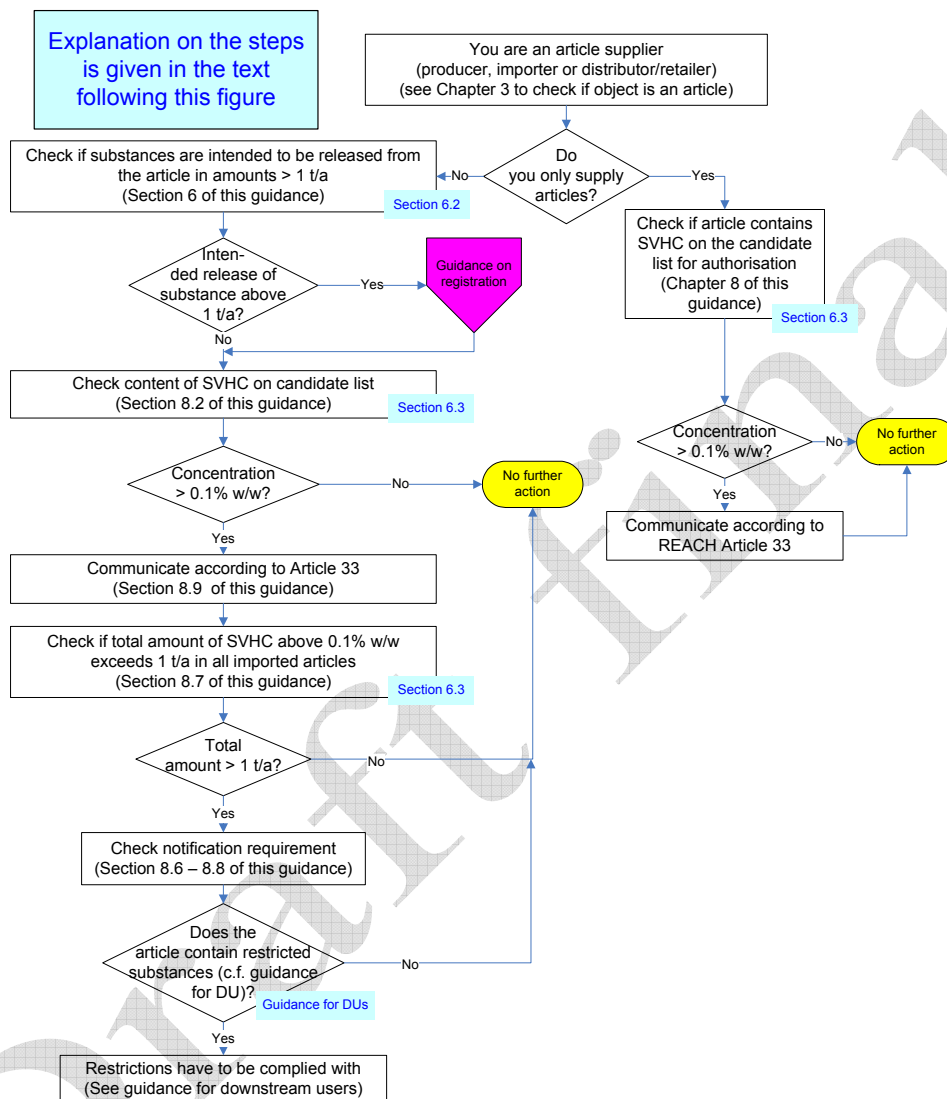 Explanation on the steps
is given in the text
following this figure
You are an article supplier
(producer, importer or distributor/retailer)
(see Chapter 3 to check if object is an article)
Do
you only supply
articles?
No
Yes
Check if substances are intended to be released from
the article in amounts > 1 t/a
(Section 6 of this guidance)
Section 6.2
Inten-
ded release of
substance above
1 t/a?
Yes
No
Guidance on
registration
Check content of SVHC on candidate list
(Section 8.2 of this guidance)
Section 6.3
Concentration
> 0.1% w/w?
No
Yes
No further
action
Communicate according to Article 33
(Section 8.9 of this guidance)
Check if total amount of SVHC above 0.1% w/w
exceeds 1 t/a in all imported articles
(Section 8.7 of this guidance)
Section 6.3
Total
amount > 1 t/a?
No
Yes
Check notification requirement
(Section 8.6 – 8.8 of this guidance)
Does the
article contain restricted
substances (c.f. guidance
for DU)?
No
Guidance for DUs
Yes
Restrictions have to be complied with
(See guidance for downstream users)
Check if article contains
SVHC on the candidate
list for authorisation
(Chapter 8 of this
guidance)
Section 6.3
Concentration
> 0.1% w/w?
No
Yes
No further
action
Communicate according to
REACH Article 33
Draft final